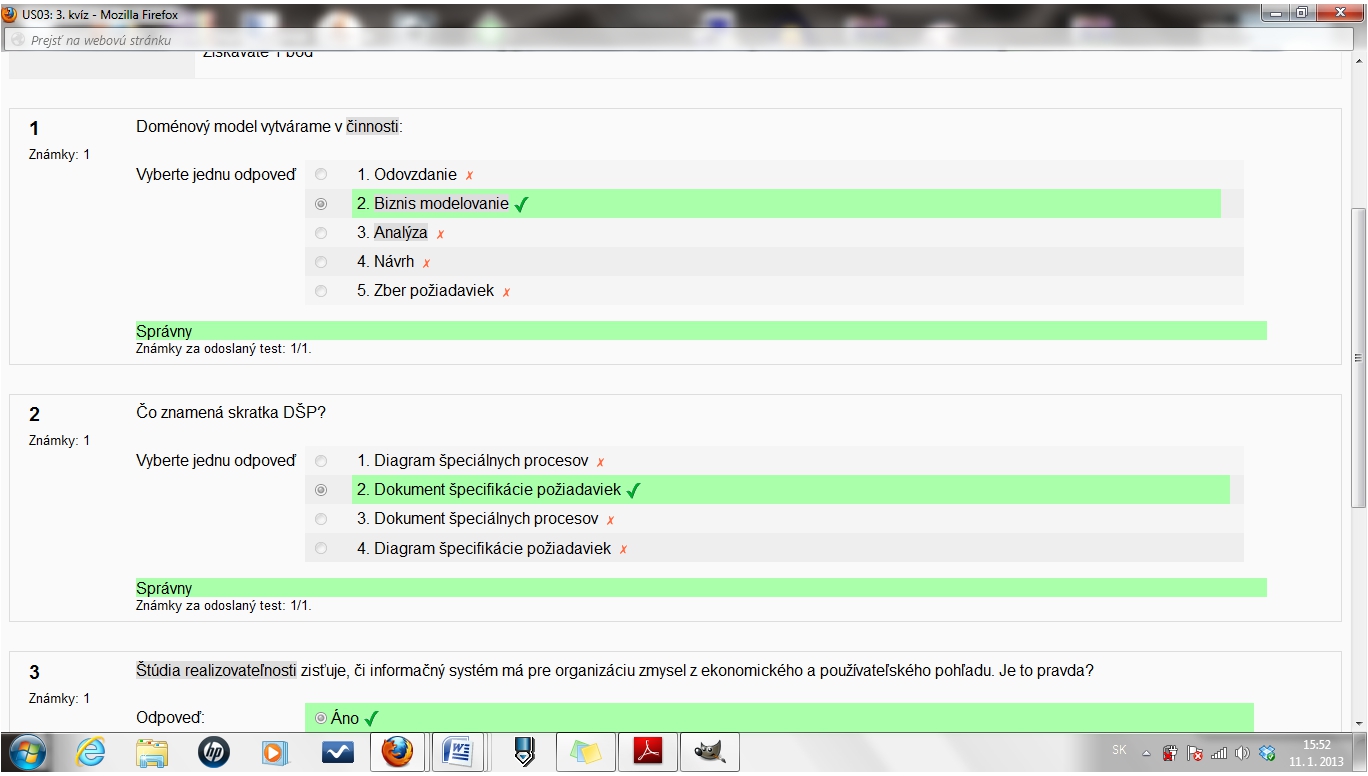 US03: 3. kvíz - Mozilla Firefox
Prejsť na webovú stránku
Získavate 1 bod
1
Doménový model vytvárame v činnosti:
Známky: 1
Vyberte jednu odpoveď
1. Odovzdanie ✗
2. Biznis modelovanie ✓
3. Analýza ✗
4. Návrh ✗
5. Zber požiadaviek ✗
Správny
Známky za odoslaný test: 1/1.
2
Čo znamená skratka DŠP?
Známky: 1
Vyberte jednu odpoveď
1. Diagram špeciálnych procesov ✗
2. Dokument špecifikácie požiadaviek ✓
3. Dokument špeciálnych procesov ✗
4. Diagram špecifikácie požiadaviek ✗
Správny
Známky za odoslaný test: 1/1.
3
Štúdia realizovateľnosti zisťuje, či informačný systém má pre organizáciu zmysel z ekonomického a používateľského pohľadu. Je to pravda?
Známky: 1
Odpoveď:
Áno ✓
hp
SK
15:52
11. 1. 2013